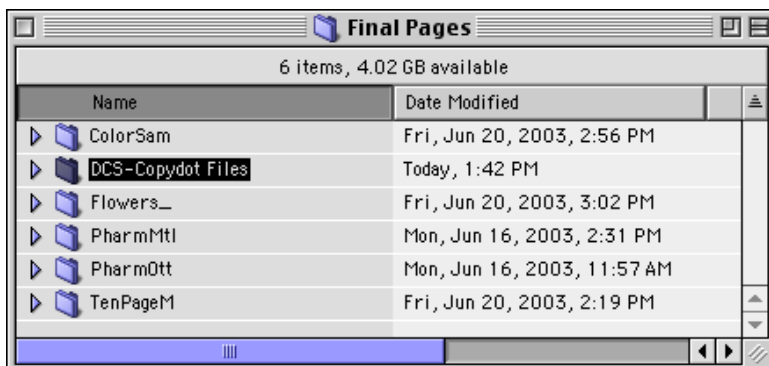 Final Pages
6 items, 4.02 GB available
Name Date Modified
ColorSam Fri, Jun 20, 2003, 2:56 PM
DCS-Copydot Files Today, 1:42 PM
Flowers_ Fri, Jun 20, 2003, 3:02 PM
PharmMtl Mon, Jun 16, 2003, 2:31 PM
PharmOtt Mon, Jun 16, 2003, 11:57 AM
TenPageM Fri, Jun 20, 2003, 2:19 PM